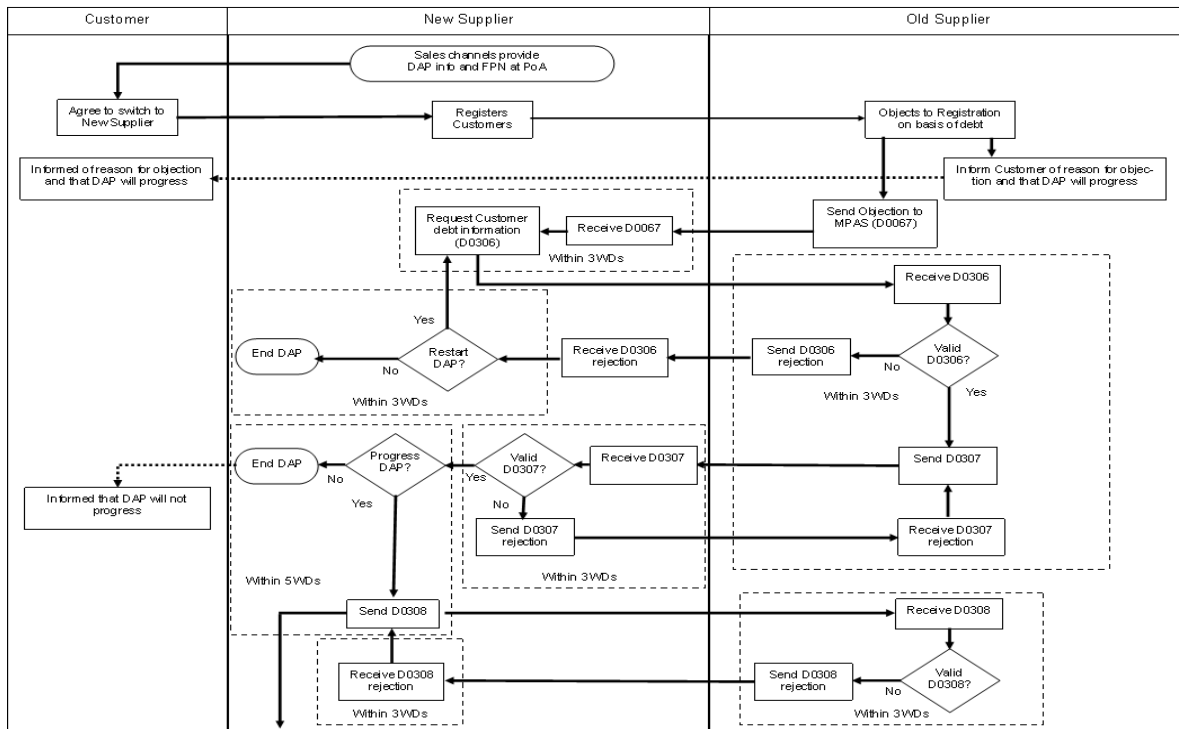 Customer
New Supplier
Old Supplier
Sales channels provide
DAP info and FPN at PoA
Agree to switch to
New Supplier
Registers
Customers
Objects to Registration
on basis of debt
Informed of reason for objection
and that DAP will progress
Inform Customer of reason for objec-
tion and that DAP will progress
Request Customer
debt information
(D0306)
Receive D0067
Send Objection to
MPAS (D0067)
Within 3WDs
Receive D0306
Yes
End DAP
Restart
DAP?
No
Receive D0306
rejection
Send D0306
rejection
No
Valid
D0306?
Within 3WDs
Yes
Within 3WDs
End DAP
Progress
DAP?
No
Yes
Valid
D0307?
Yes
No
Receive D0307
Send D0307
Informed that DAP will not
progress
Send D0307
rejection
Receive D0307
rejection
Within 5WDs
Within 3WDs
Send D0308
Receive D0308
Receive D0308
rejection
Send D0308
rejection
No
Valid
D0308?
Within 3WDs
Within 3WDs